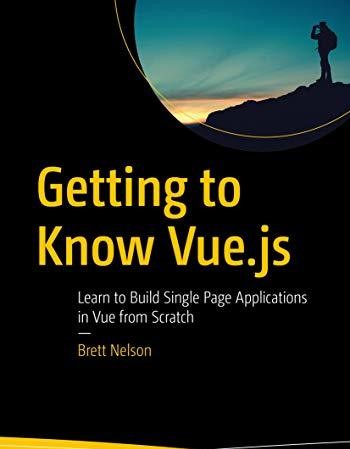 Getting to
Know Vue.js
Learn to Build Single Page Applications
in Vue from Scratch
—
Brett Nelson